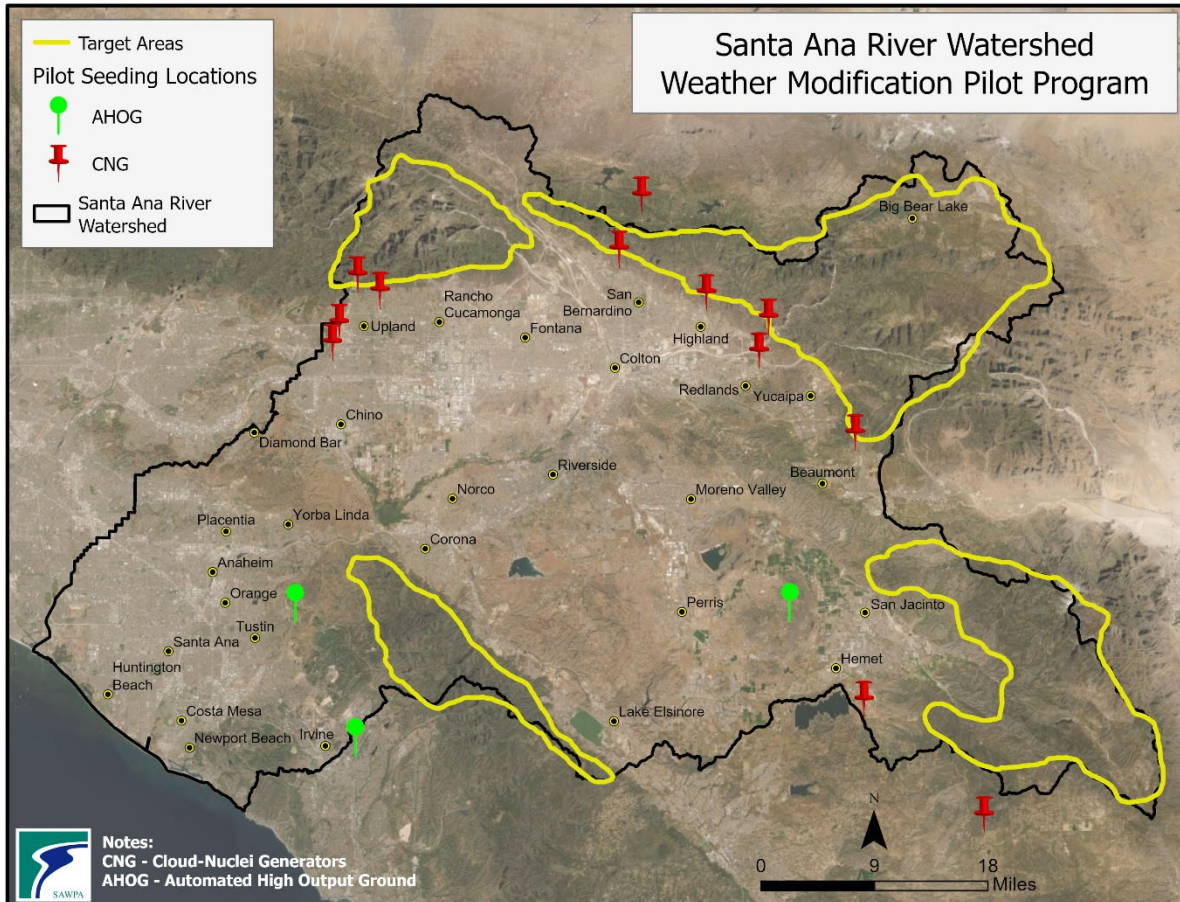 Santa Ana River Watershed
Weather Modification Pilot Program
Target Areas
Pilot Seeding Locations
AHOG
CNG
Santa Ana River
Watershed
Big Bear Lake
San
Bernardino
Rancho
Cucamonga
Upland
Fontana
Highland
Colton
Redlands
Yucaipa
Chino
Diamond Bar
Riverside
Beaumont
Norco
Moreno Valley
Placentia
Yorba Linda
Corona
Anaheim
Orange
Perris
San Jacinto
Tustin
Santa Ana
Hemet
Huntington
Beach
Costa Mesa
Lake Elsinore
Newport Beach
Irvine
N
0
9
18
Miles
SAWPA
Notes:
CNG - Cloud-Nuclei Generators
AHOG - Automated High Output Ground